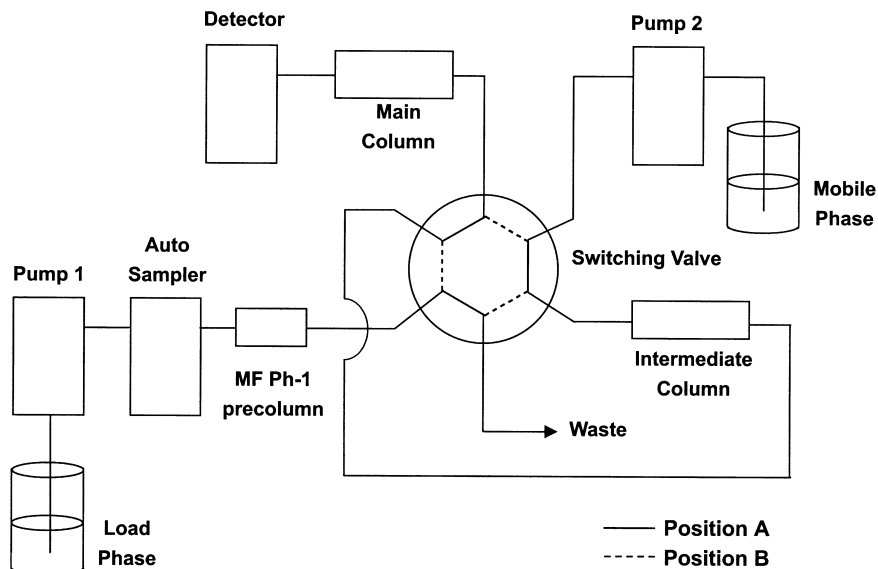 Detector
Pump 2
Main
Column
Mobile
Phase
Auto
Sampler
Switching Valve
Pump 1
MF Ph-1
precolumn
Intermediate
Column
Waste
Load
Phase
Position A
Position B